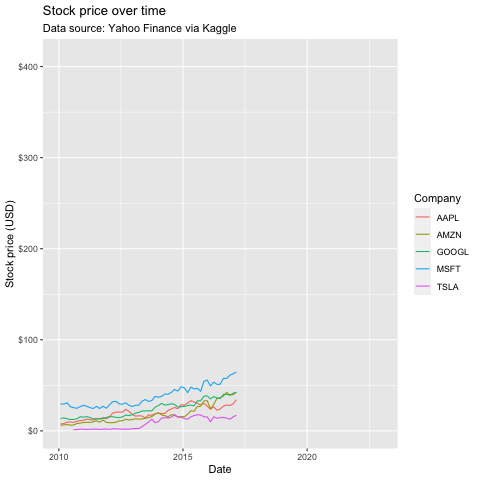 Stock price over time
Data source: Yahoo Finance via Kaggle
$400
$300
$200
$100
$0
Stock price (USD)
2010
2015
2020
Date
Company
AAPL
AMZN
GOOGL
MSFT
TSLA